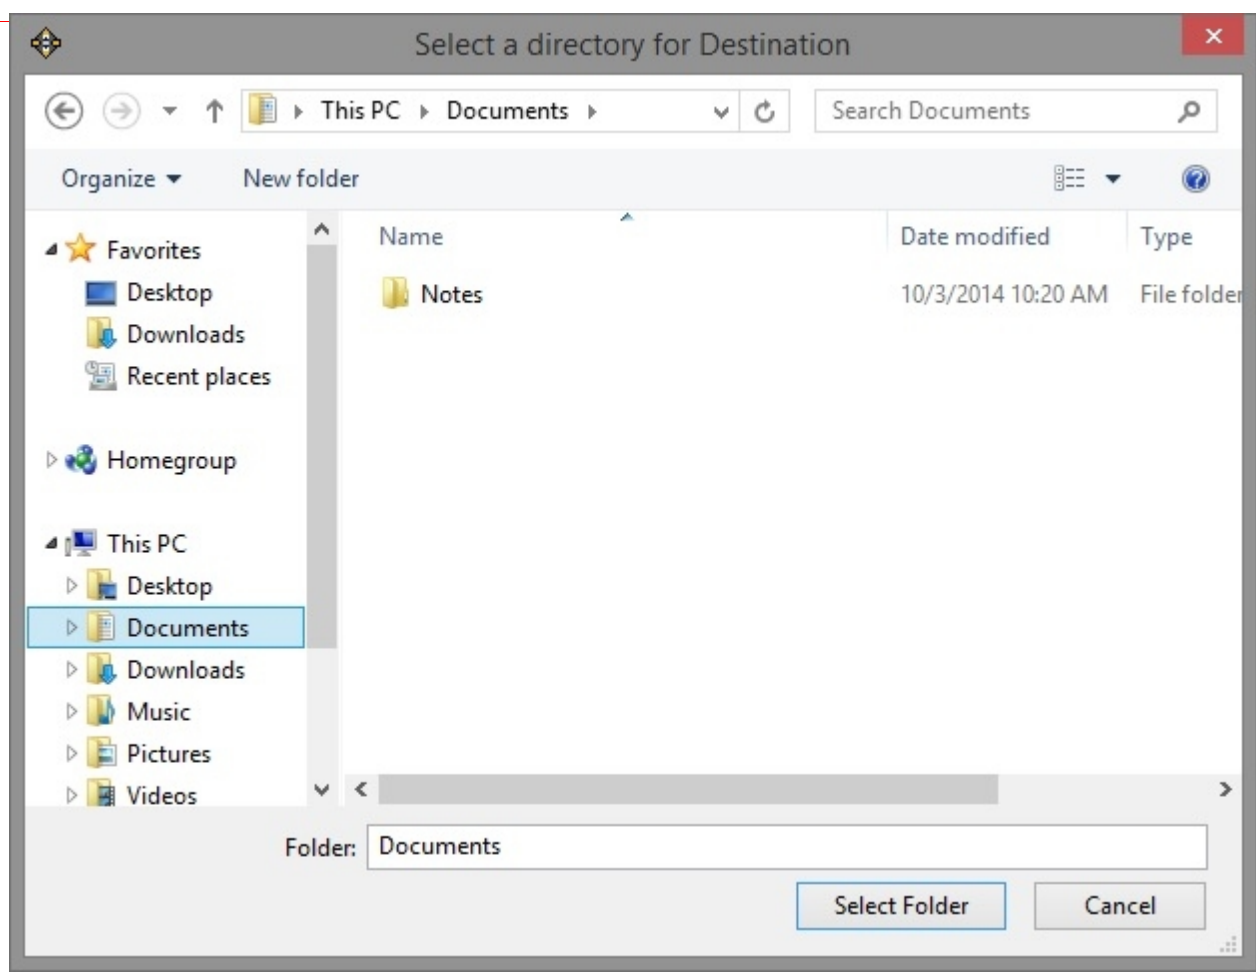 Select a directory for Destination
This PC Documents
Search Documents
Organize New folder
Name Date modified Type
Notes 10/3/2014 10:20 AM File folder
Favorites
Desktop
Downloads
Recent places
Homegroup
This PC
Desktop
Documents
Downloads
Music
Pictures
Videos
Folder: Documents
Select Folder Cancel